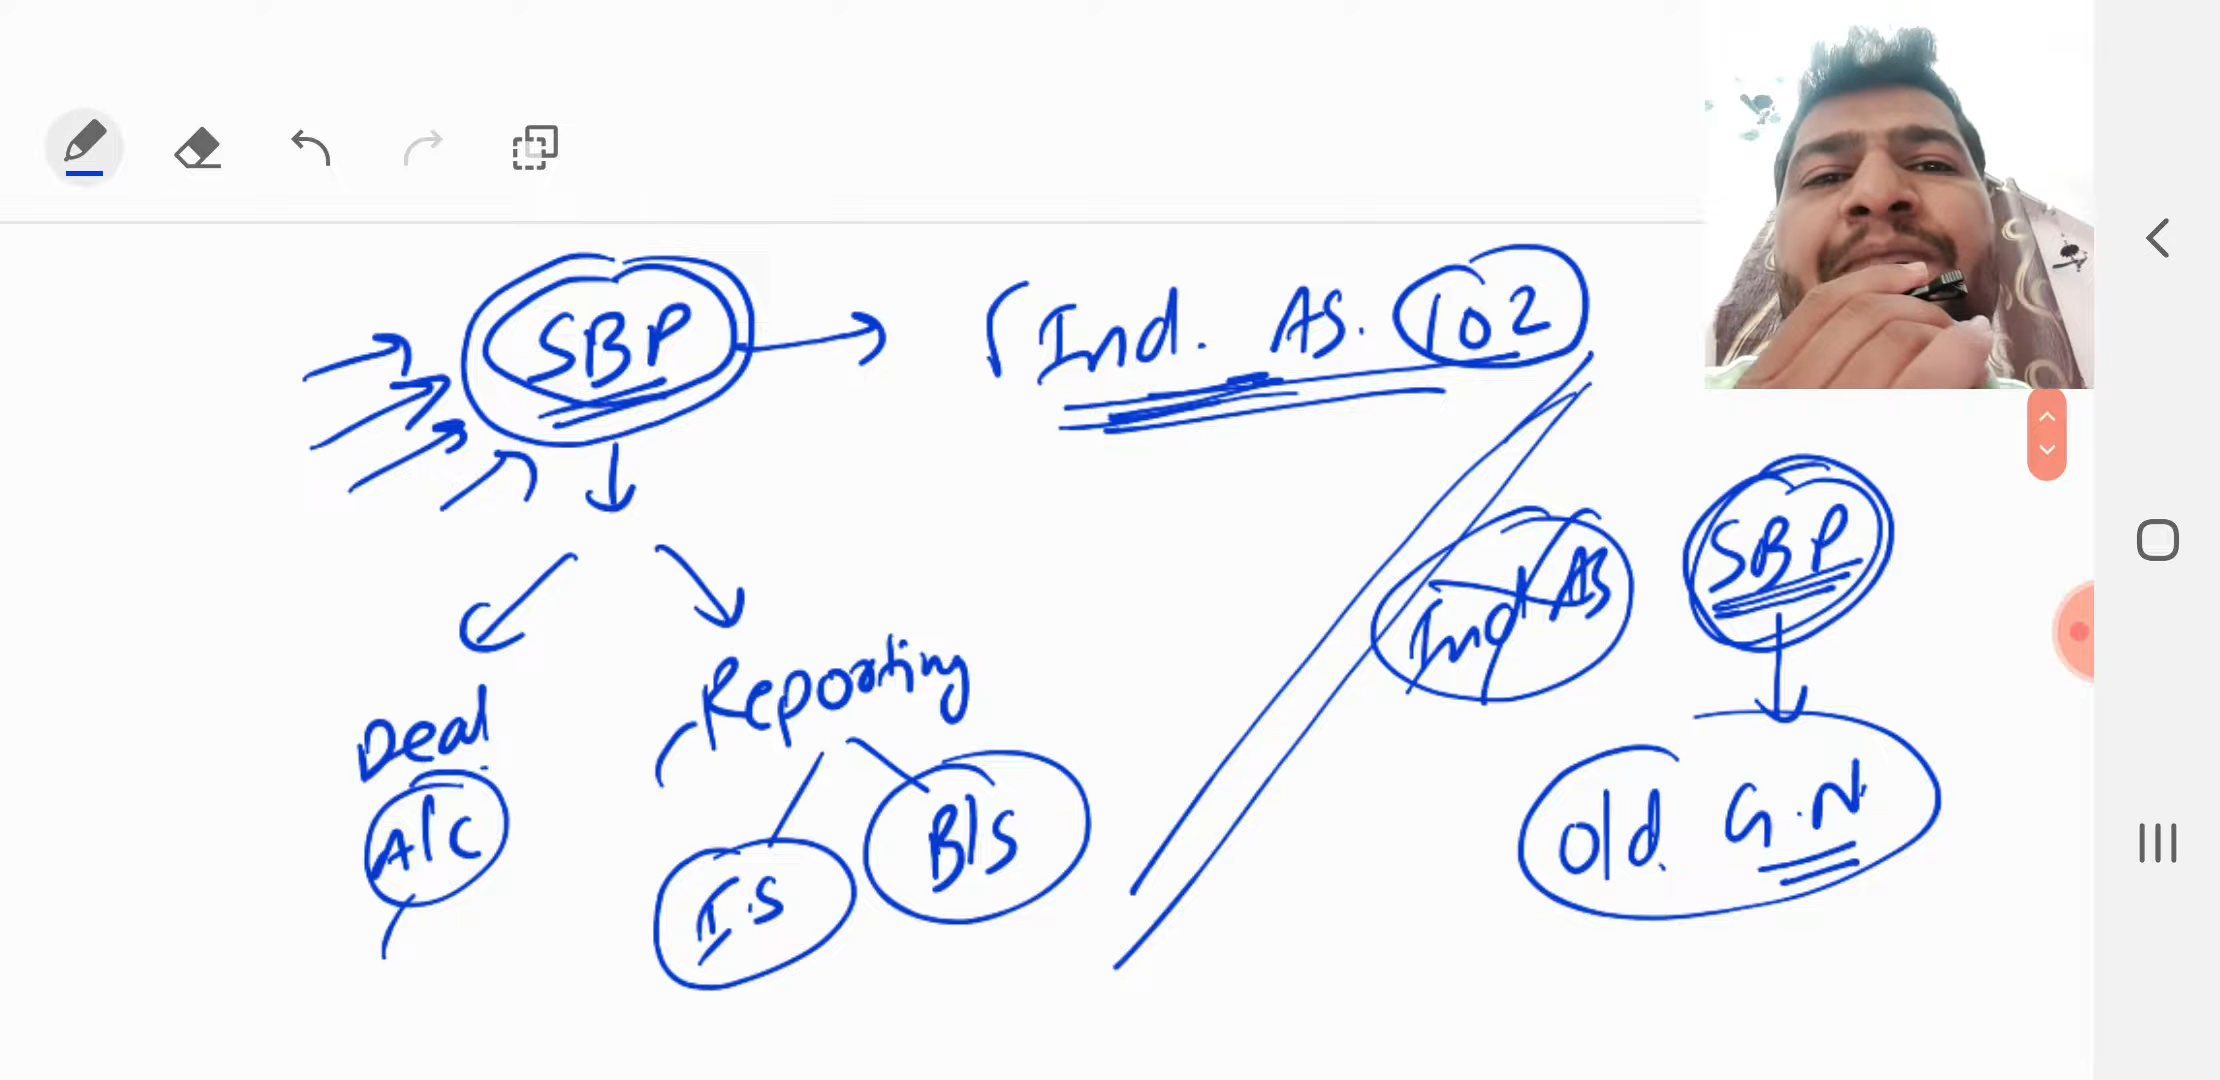 SBP
Ind. AS. 102
Deal
A/C
Reporting
I.S
B/S
Ind AS
SBP
Old. G.N.